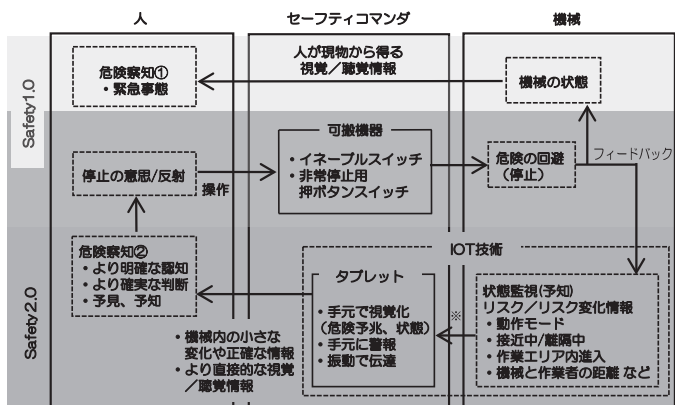 人
セーフティコマンダ
機械
Safety1.0
危険察知①
・緊急事態
人が現物から得る
視覚／聴覚情報
機械の状態
停止の意思/反射
操作
可搬機器
・イネーブルスイッチ
・非常停止用
押ボタンスイッチ
危険の回避
（停止）
フィードバック
Safety2.0
危険察知②
・より明確な認知
・より確実な判断
・予見、予知
・機械内の小さな
変化や正確な情報
・より直接的な視覚
／聴覚情報
IOT技術
タブレット
・手元で視覚化
（危険予兆、状態）
・手元に警報
・振動で伝達
※
状態監視(予知)
リスク／リスク変化情報
・動作モード
・接近中/離隔中
・作業エリア内進入
・機械と作業者の距離 など